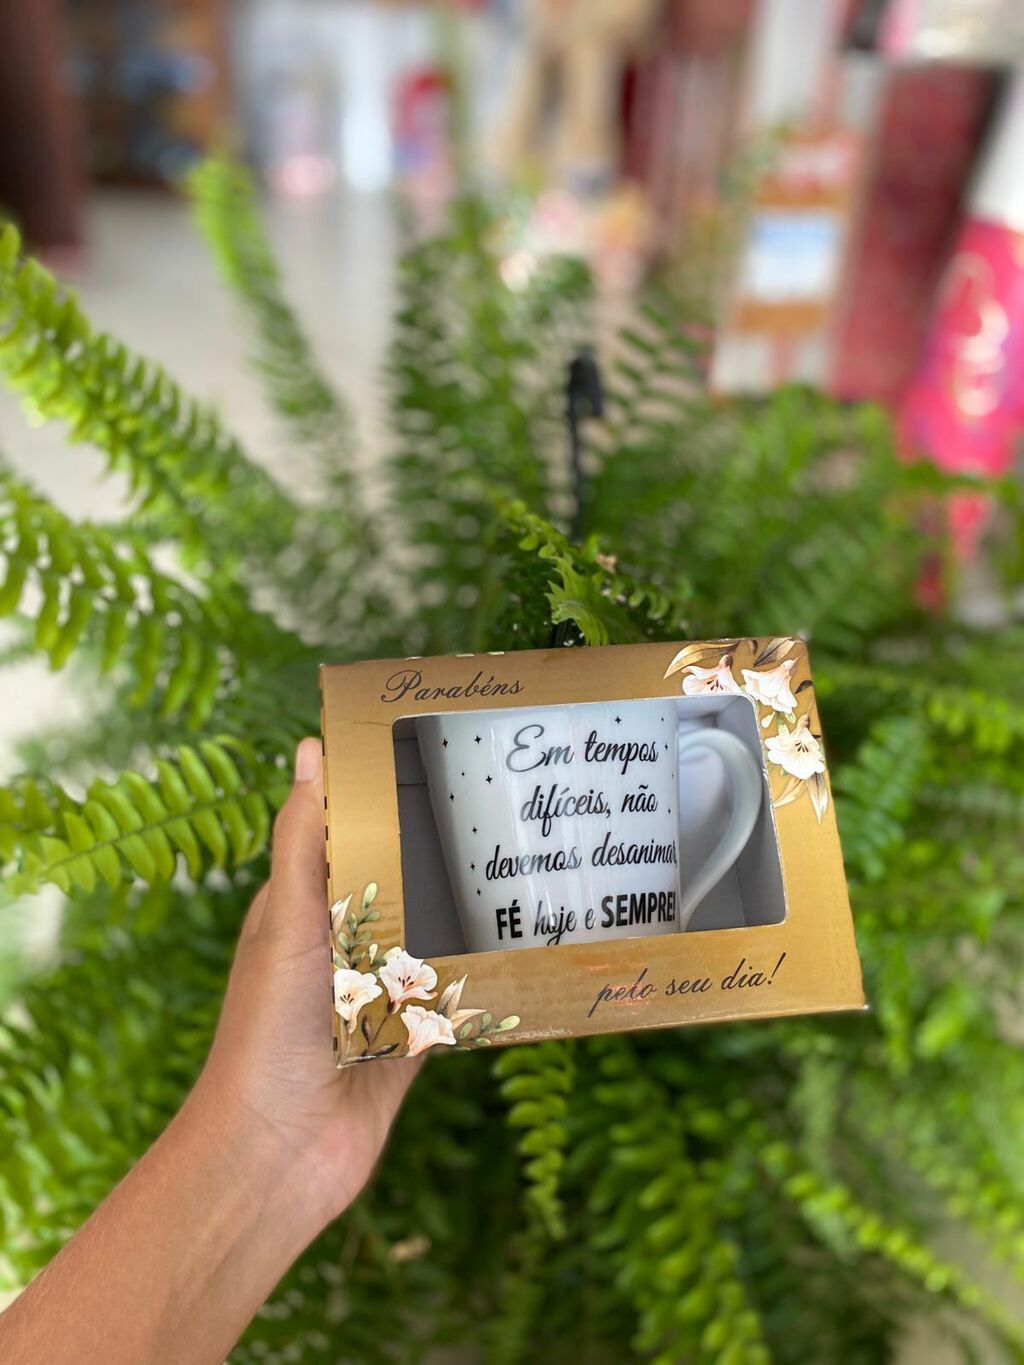 Parabéns
Em tempos
difíceis, não
devemos desanimar,
FÉ hoje e SEMPRE!
pelo seu dia!